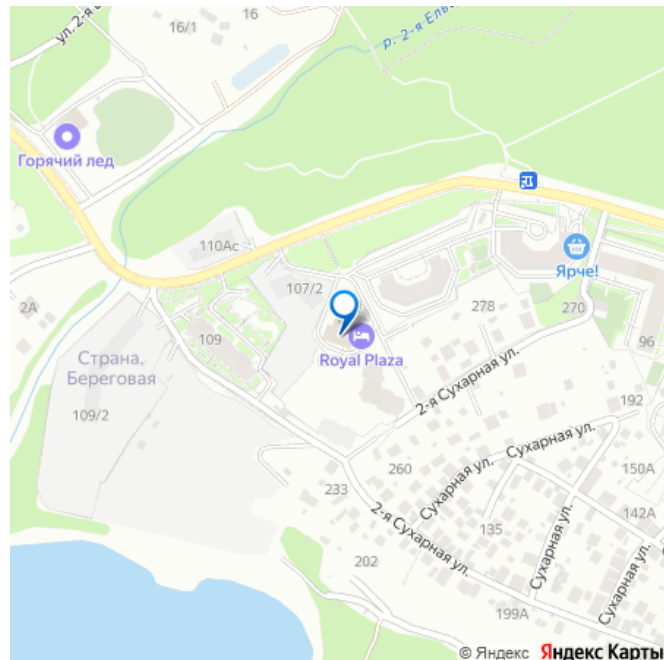 16
16/1
ул. 2-я
р. 2-я Ель
Горячий лед
110Ас
Ярче!
107/2
2А
278
270
109
96
Royal Plaza
Страна.
Береговая
2-я Сухарная ул.
109/2
192
Сухарная ул.
260
150А
233
Сухарная ул.
Сухарная ул.
142А
135
2-я Сухарная ул.
202
199А
© Яндекс Яндекс Карты